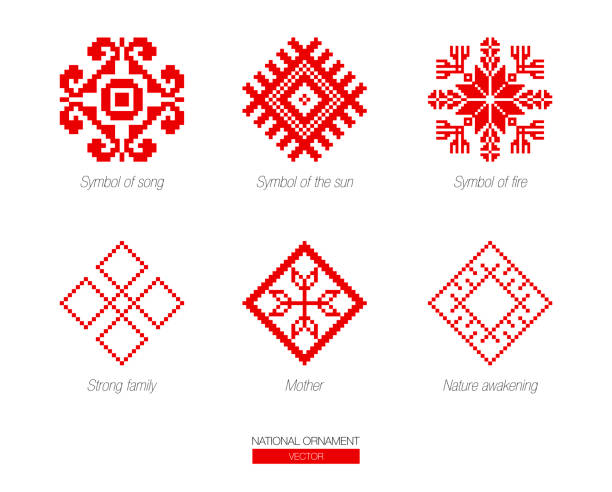 Symbol of song
Symbol of the sun
Symbol of fire
Strong family
Mother
Nature awakening
NATIONAL ORNAMENT
VECTOR